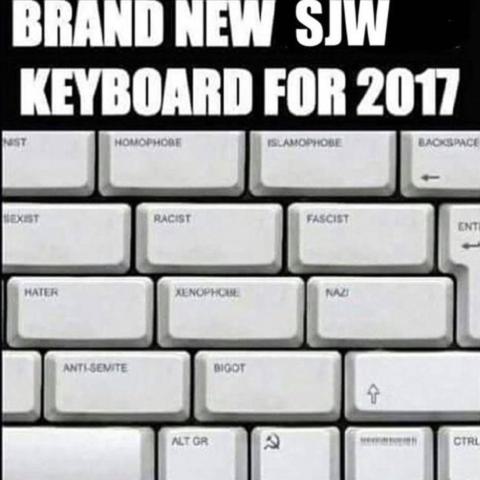 BRAND NEW SJW
KEYBOARD FOR 2017
NIST HOMOPHOBE ISLAMOPHOBE BACKSPACE
SEXIST RACIST FASCIST ENT
HATER XENOPHOBE NAZI
ANTI-SEMITE BIGOT
ALT GR CTRL